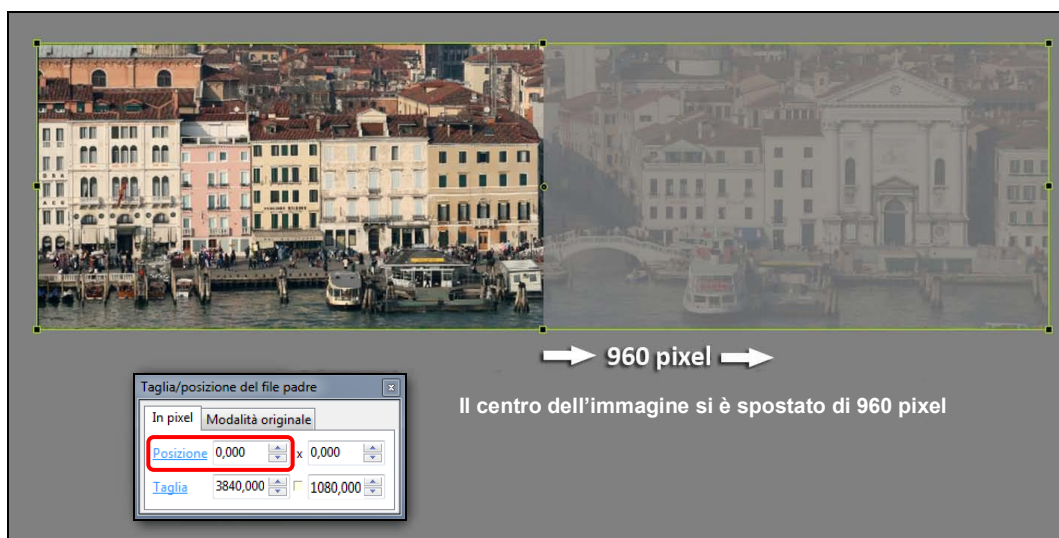 960 pixel
Il centro dell'immagine si è spostato di 960 pixel
Taglia/posizione del file padre
x
In pixel Modalità originale
Posizione 0,000 x 0,000
Taglia 3840,000 1080,000